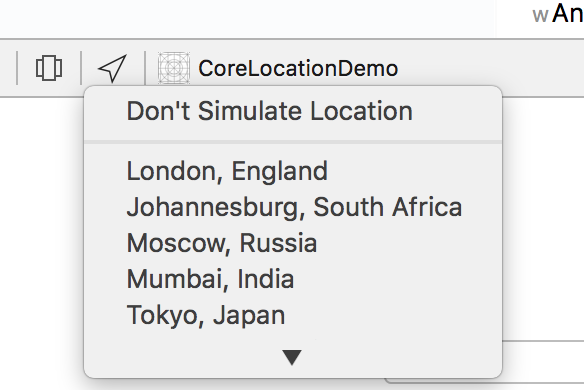 wAn
CoreLocationDemo
Don't Simulate Location
London, England
Johannesburg, South Africa
Moscow, Russia
Mumbai, India
Tokyo, Japan